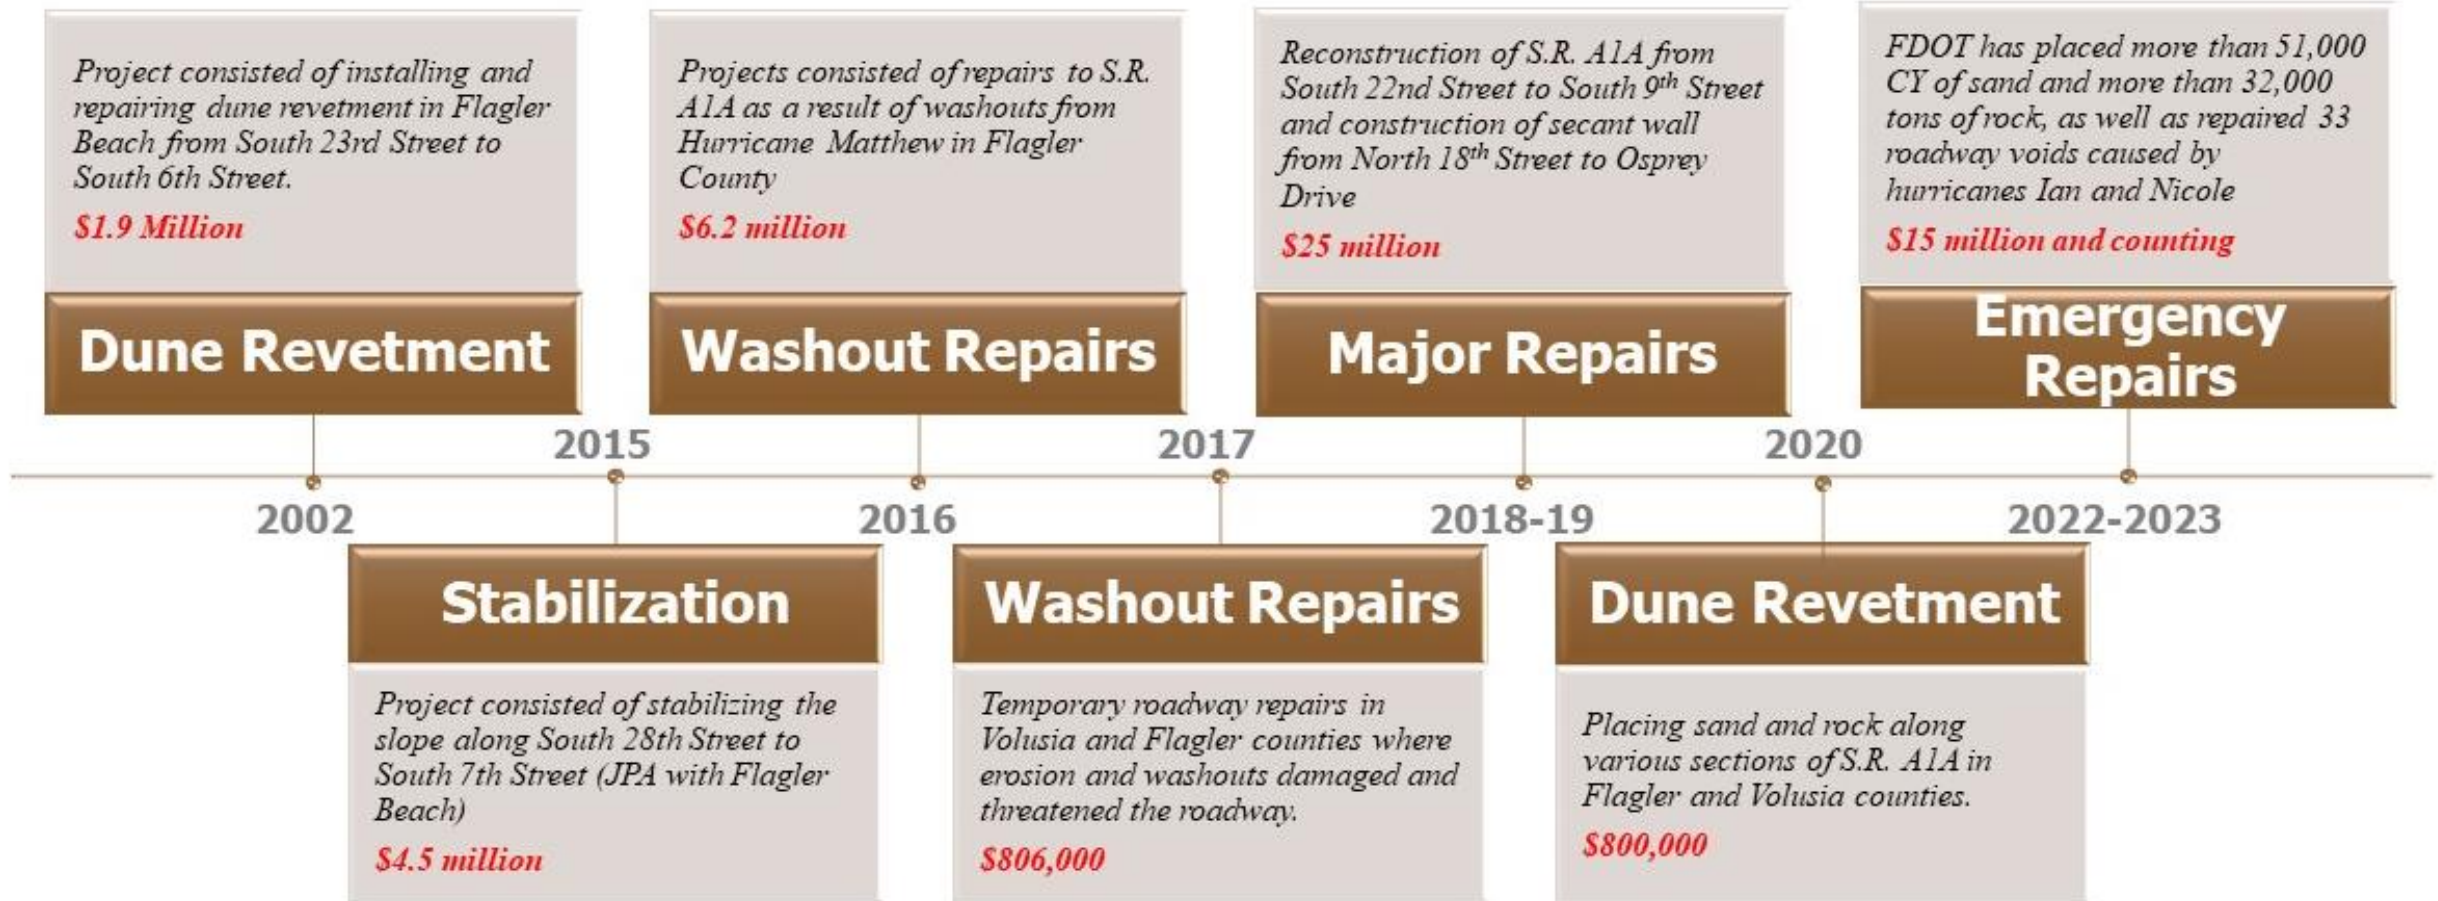 Project consisted of installing and
repairing dune revetment in Flagler
Beach from South 23rd Street to
South 6th Street.
$1.9 Million
Dune Revetment
2002
2015
Stabilization
Project consisted of stabilizing the
slope along South 28th Street to
South 7th Street (JPA with Flagler
Beach)
$4.5 million
Projects consisted of repairs to S.R.
A1A as a result of washouts from
Hurricane Matthew in Flagler
County
$6.2 million
Washout Repairs
2016
2017
Washout Repairs
Temporary roadway repairs in
Volusia and Flagler counties where
erosion and washouts damaged and
threatened the roadway.
$806,000
Reconstruction of S.R. A1A from
South 22nd Street to South 9th Street
and construction of secant wall
from North 18th Street to Osprey
Drive
$25 million
Major Repairs
2018-19
2020
Dune Revetment
Placing sand and rock along
various sections of S.R. A1A in
Flagler and Volusia counties.
$800,000
FDOT has placed more than 51,000
CY of sand and more than 32,000
tons of rock, as well as repaired 33
roadway voids caused by
hurricanes Ian and Nicole
$15 million and counting
Emergency
Repairs
2022-2023